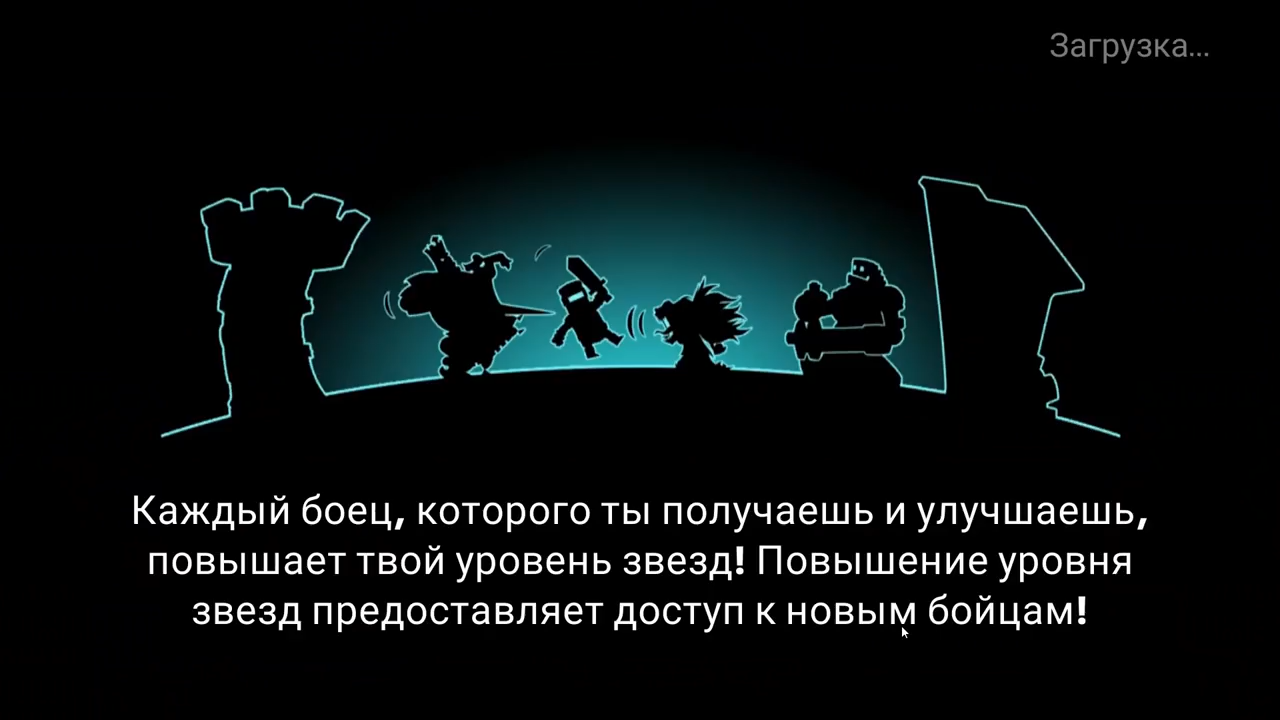 Загрузка...
Каждый боец, которого ты получаешь и улучшаешь,
повышает твой уровень звезд! Повышение уровня
звезд предоставляет доступ к новым бойцам!